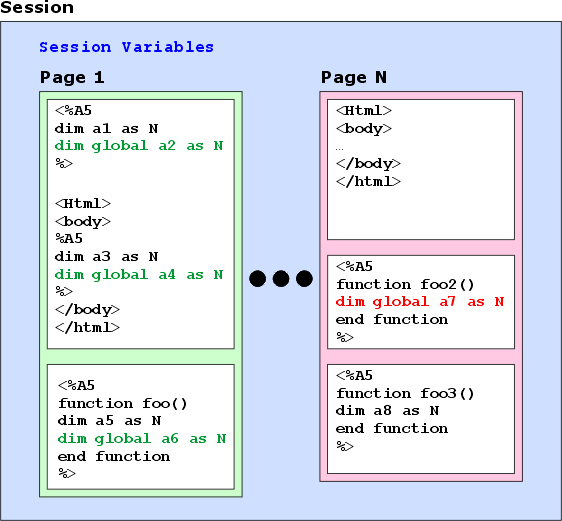 Session
Session Variables
Page 1
<%A5
dim a1 as N
dim global a2 as N
%>
<Html>
<body>
%A5
dim a3 as N
dim global a4 as N
%>
</body>
</html>
<%A5
function foo()
dim a5 as N
dim global a6 as N
end function
%>
Page N
<Html>
<body>
…
</body>
</html>
<%A5
function foo2()
dim global a7 as N
end function
%>
<%A5
function foo3()
dim a8 as N
end function
%>